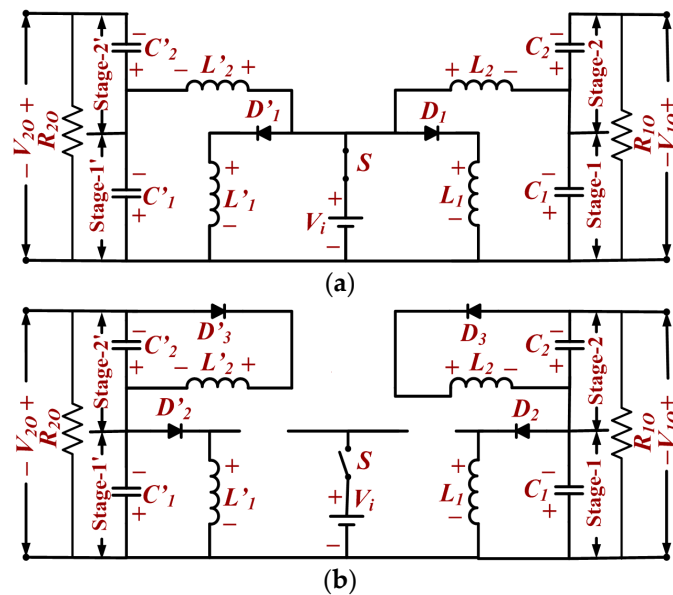 − V2O +
R2O
Stage-2'
Stage-1'
− C'2
+
− L'2 +
D'1
− C'1
+
+
L'1
−
S
+
Vi
−
+ L2 −
D1
+
L1
−
C2 −
+
C1 −
+
Stage-2
Stage-1
R1O
− V1O +
(a)
− V2O +
R2O
Stage-2'
Stage-1'
− C'2
+
D'3
L'2
− +
D'2
− C'1
+
+
L'1
−
S
+ Vi
−
D3
+ L2 −
D2
+
L1
−
C2 −
+
C1 −
+
Stage-2
Stage-1
R1O
− V1O +
(b)